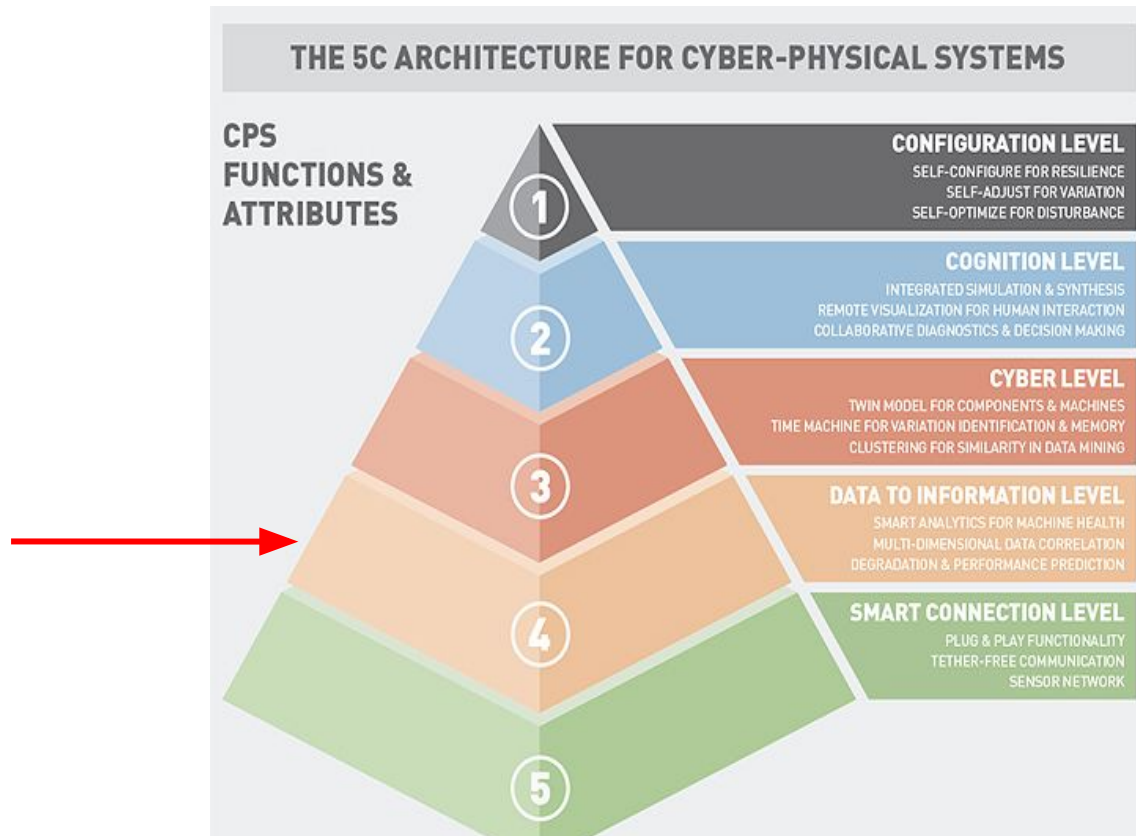 THE 5C ARCHITECTURE FOR CYBER-PHYSICAL SYSTEMS
CPS
FUNCTIONS &
ATTRIBUTES
1
CONFIGURATION LEVEL
SELF-CONFIGURE FOR RESILIENCE
SELF-ADJUST FOR VARIATION
SELF-OPTIMIZE FOR DISTURBANCE
2
COGNITION LEVEL
INTEGRATED SIMULATION & SYNTHESIS
REMOTE VISUALIZATION FOR HUMAN INTERACTION
COLLABORATIVE DIAGNOSTICS & DECISION MAKING
3
CYBER LEVEL
TWIN MODEL FOR COMPONENTS & MACHINES
TIME MACHINE FOR VARIATION IDENTIFICATION & MEMORY
CLUSTERING FOR SIMILARITY IN DATA MINING
4
DATA TO INFORMATION LEVEL
SMART ANALYTICS FOR MACHINE HEALTH
MULTI-DIMENSIONAL DATA CORRELATION
DEGRADATION & PERFORMANCE PREDICTION
5
SMART CONNECTION LEVEL
PLUG & PLAY FUNCTIONALITY
TETHER-FREE COMMUNICATION
SENSOR NETWORK